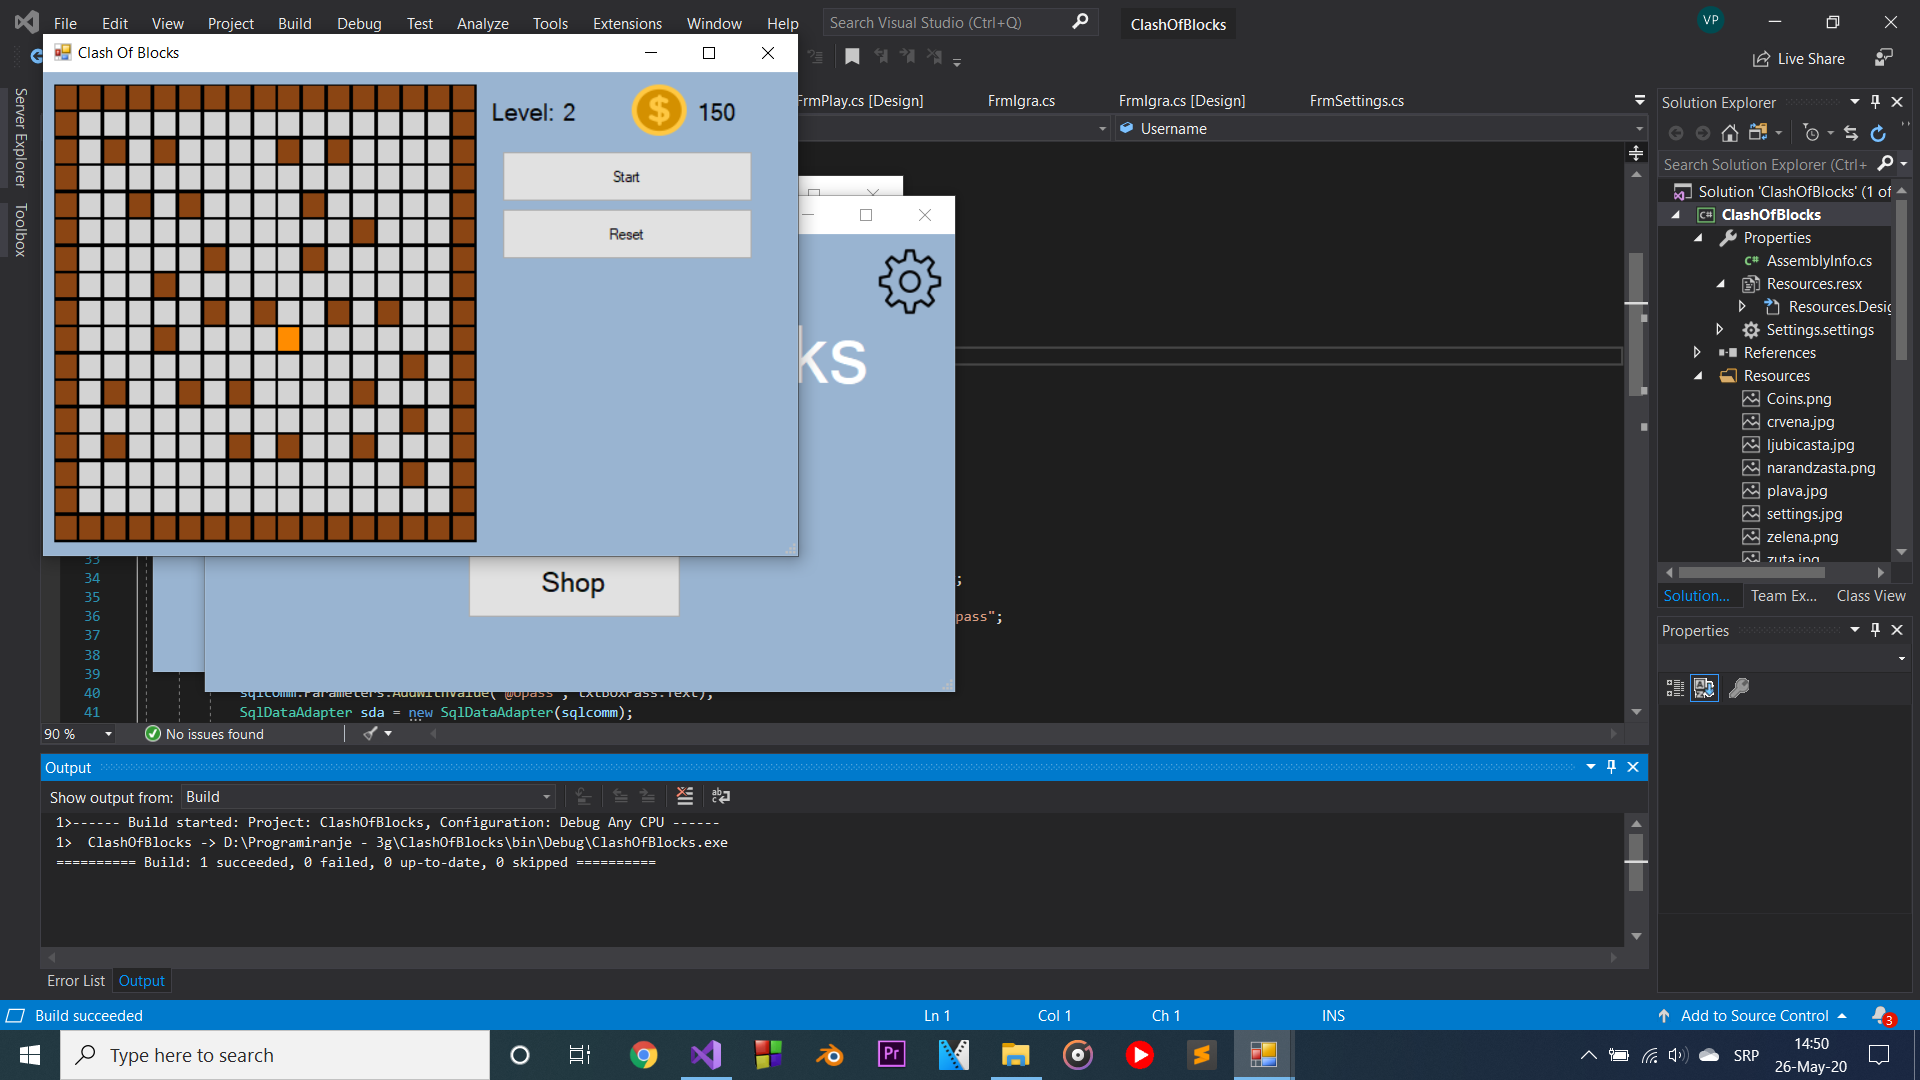 File Edit View Project Build Debug Test Analyze Tools Extensions Window Help Search Visual Studio (Ctrl+Q) ClashOfBlocks VP
Live Share
Clash Of Blocks
Server Explorer
Toolbox
Level: 2 $ 150
Start
Reset
FrmPlay.cs [Design] FrmIgra.cs FrmIgra.cs [Design] FrmSettings.cs
Username
ks
Shop
33
34 ;
35
36 pass";
37
38
39
40 sqlcomm.Parameters.AddWithValue("@upass", txtBoxPass.Text);
41 SqlDataAdapter sda = new SqlDataAdapter(sqlcomm);
90 % No issues found
Solution Explorer
Search Solution Explorer (Ctrl+
Solution 'ClashOfBlocks' (1 of
C# ClashOfBlocks
Properties
C# AssemblyInfo.cs
Resources.resx
Resources.Desig
Settings.settings
References
Resources
Coins.png
crvena.jpg
ljubicasta.jpg
narandzasta.png
plava.jpg
settings.jpg
zelena.png
zuta.jpg
Solution... Team Ex... Class View
Properties
Output
Show output from: Build
1>------ Build started: Project: ClashOfBlocks, Configuration: Debug Any CPU ------
1>  ClashOfBlocks -> D:\Programiranje - 3g\ClashOfBlocks\bin\Debug\ClashOfBlocks.exe
========== Build: 1 succeeded, 0 failed, 0 up-to-date, 0 skipped ==========
Error List Output
Build succeeded Ln 1 Col 1 Ch 1 INS Add to Source Control 3
Type here to search Pr SRP 14:50
26-May-20